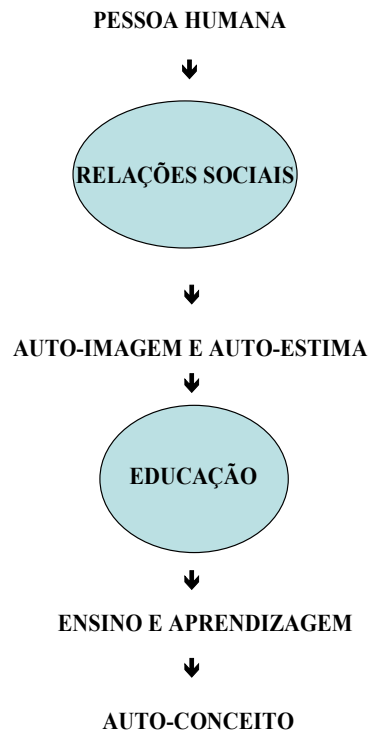 PESSOA HUMANA
RELAÇÕES SOCIAIS
AUTO-IMAGEM E AUTO-ESTIMA
EDUCAÇÃO
ENSINO E APRENDIZAGEM
AUTO-CONCEITO